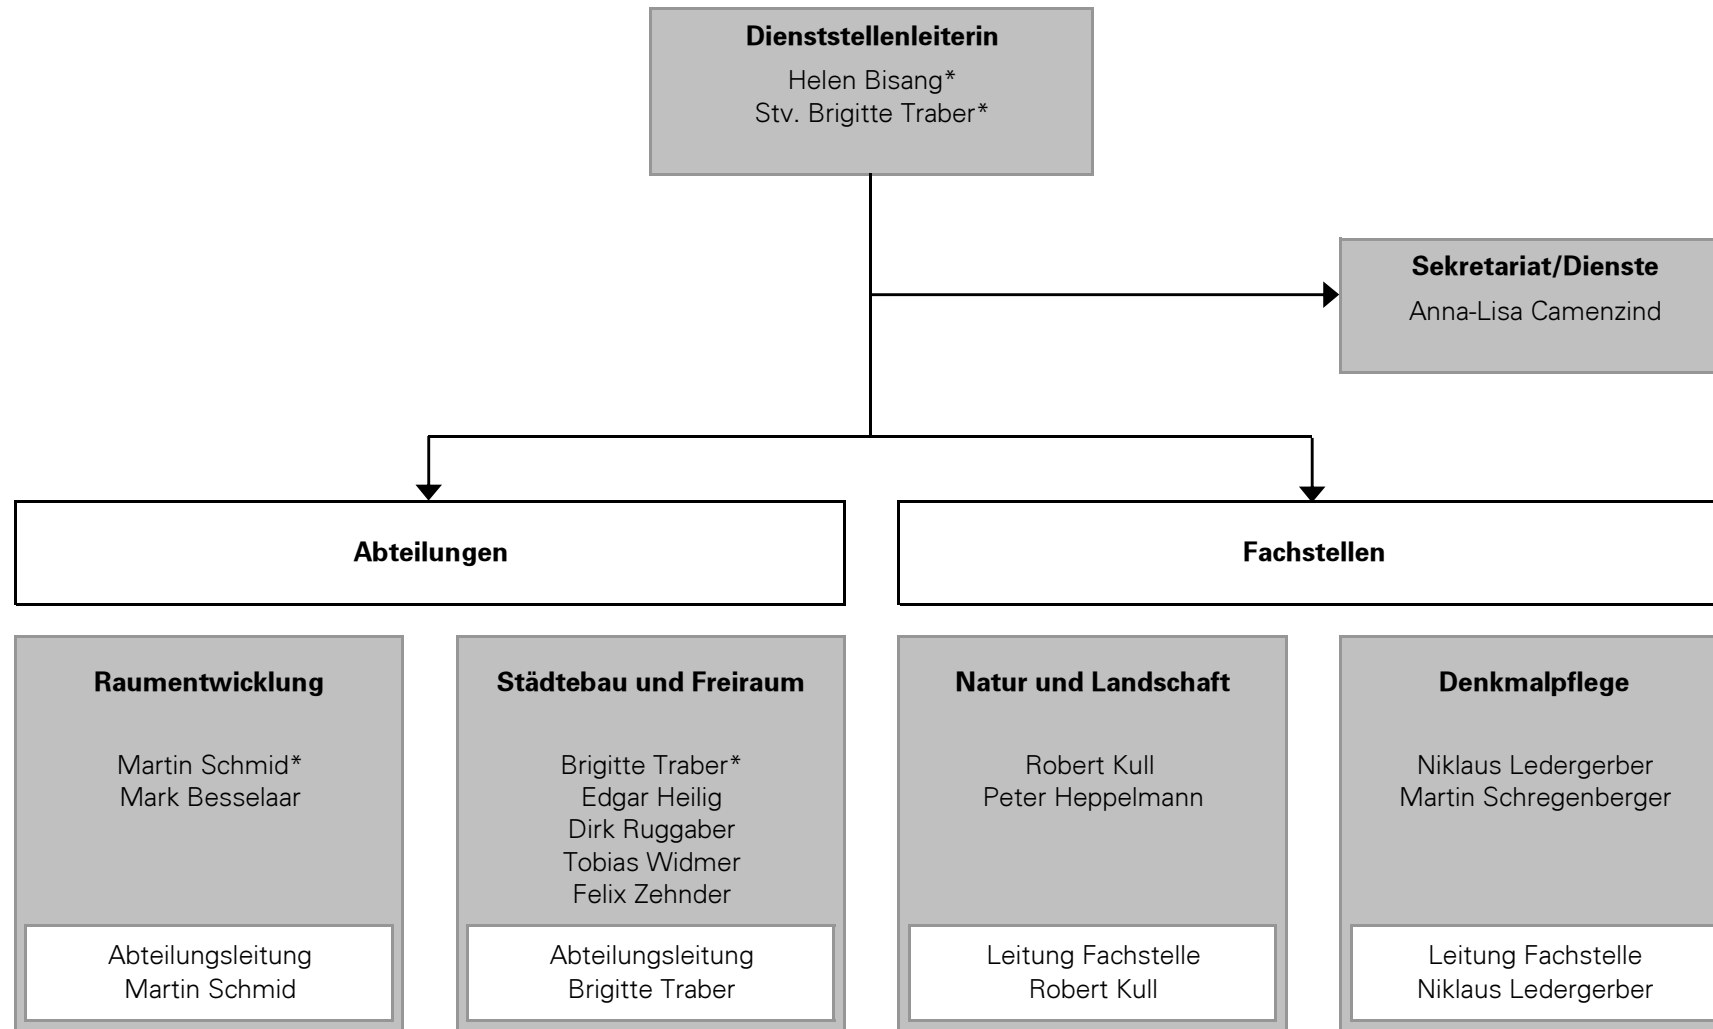 Dienststellenleiterin
Helen Bisang*
Stv. Brigitte Traber*
Sekretariat/Dienste
Anna-Lisa Camenzind
Abteilungen
Fachstellen
Raumentwicklung
Martin Schmid*
Mark Besselaar
Abteilungsleitung
Martin Schmid
Städtebau und Freiraum
Brigitte Traber*
Edgar Heilig
Dirk Ruggaber
Tobias Widmer
Felix Zehnder
Abteilungsleitung
Brigitte Traber
Natur und Landschaft
Robert Kull
Peter Heppelmann
Leitung Fachstelle
Robert Kull
Denkmalpflege
Niklaus Ledergerber
Martin Schregenberger
Leitung Fachstelle
Niklaus Ledergerber